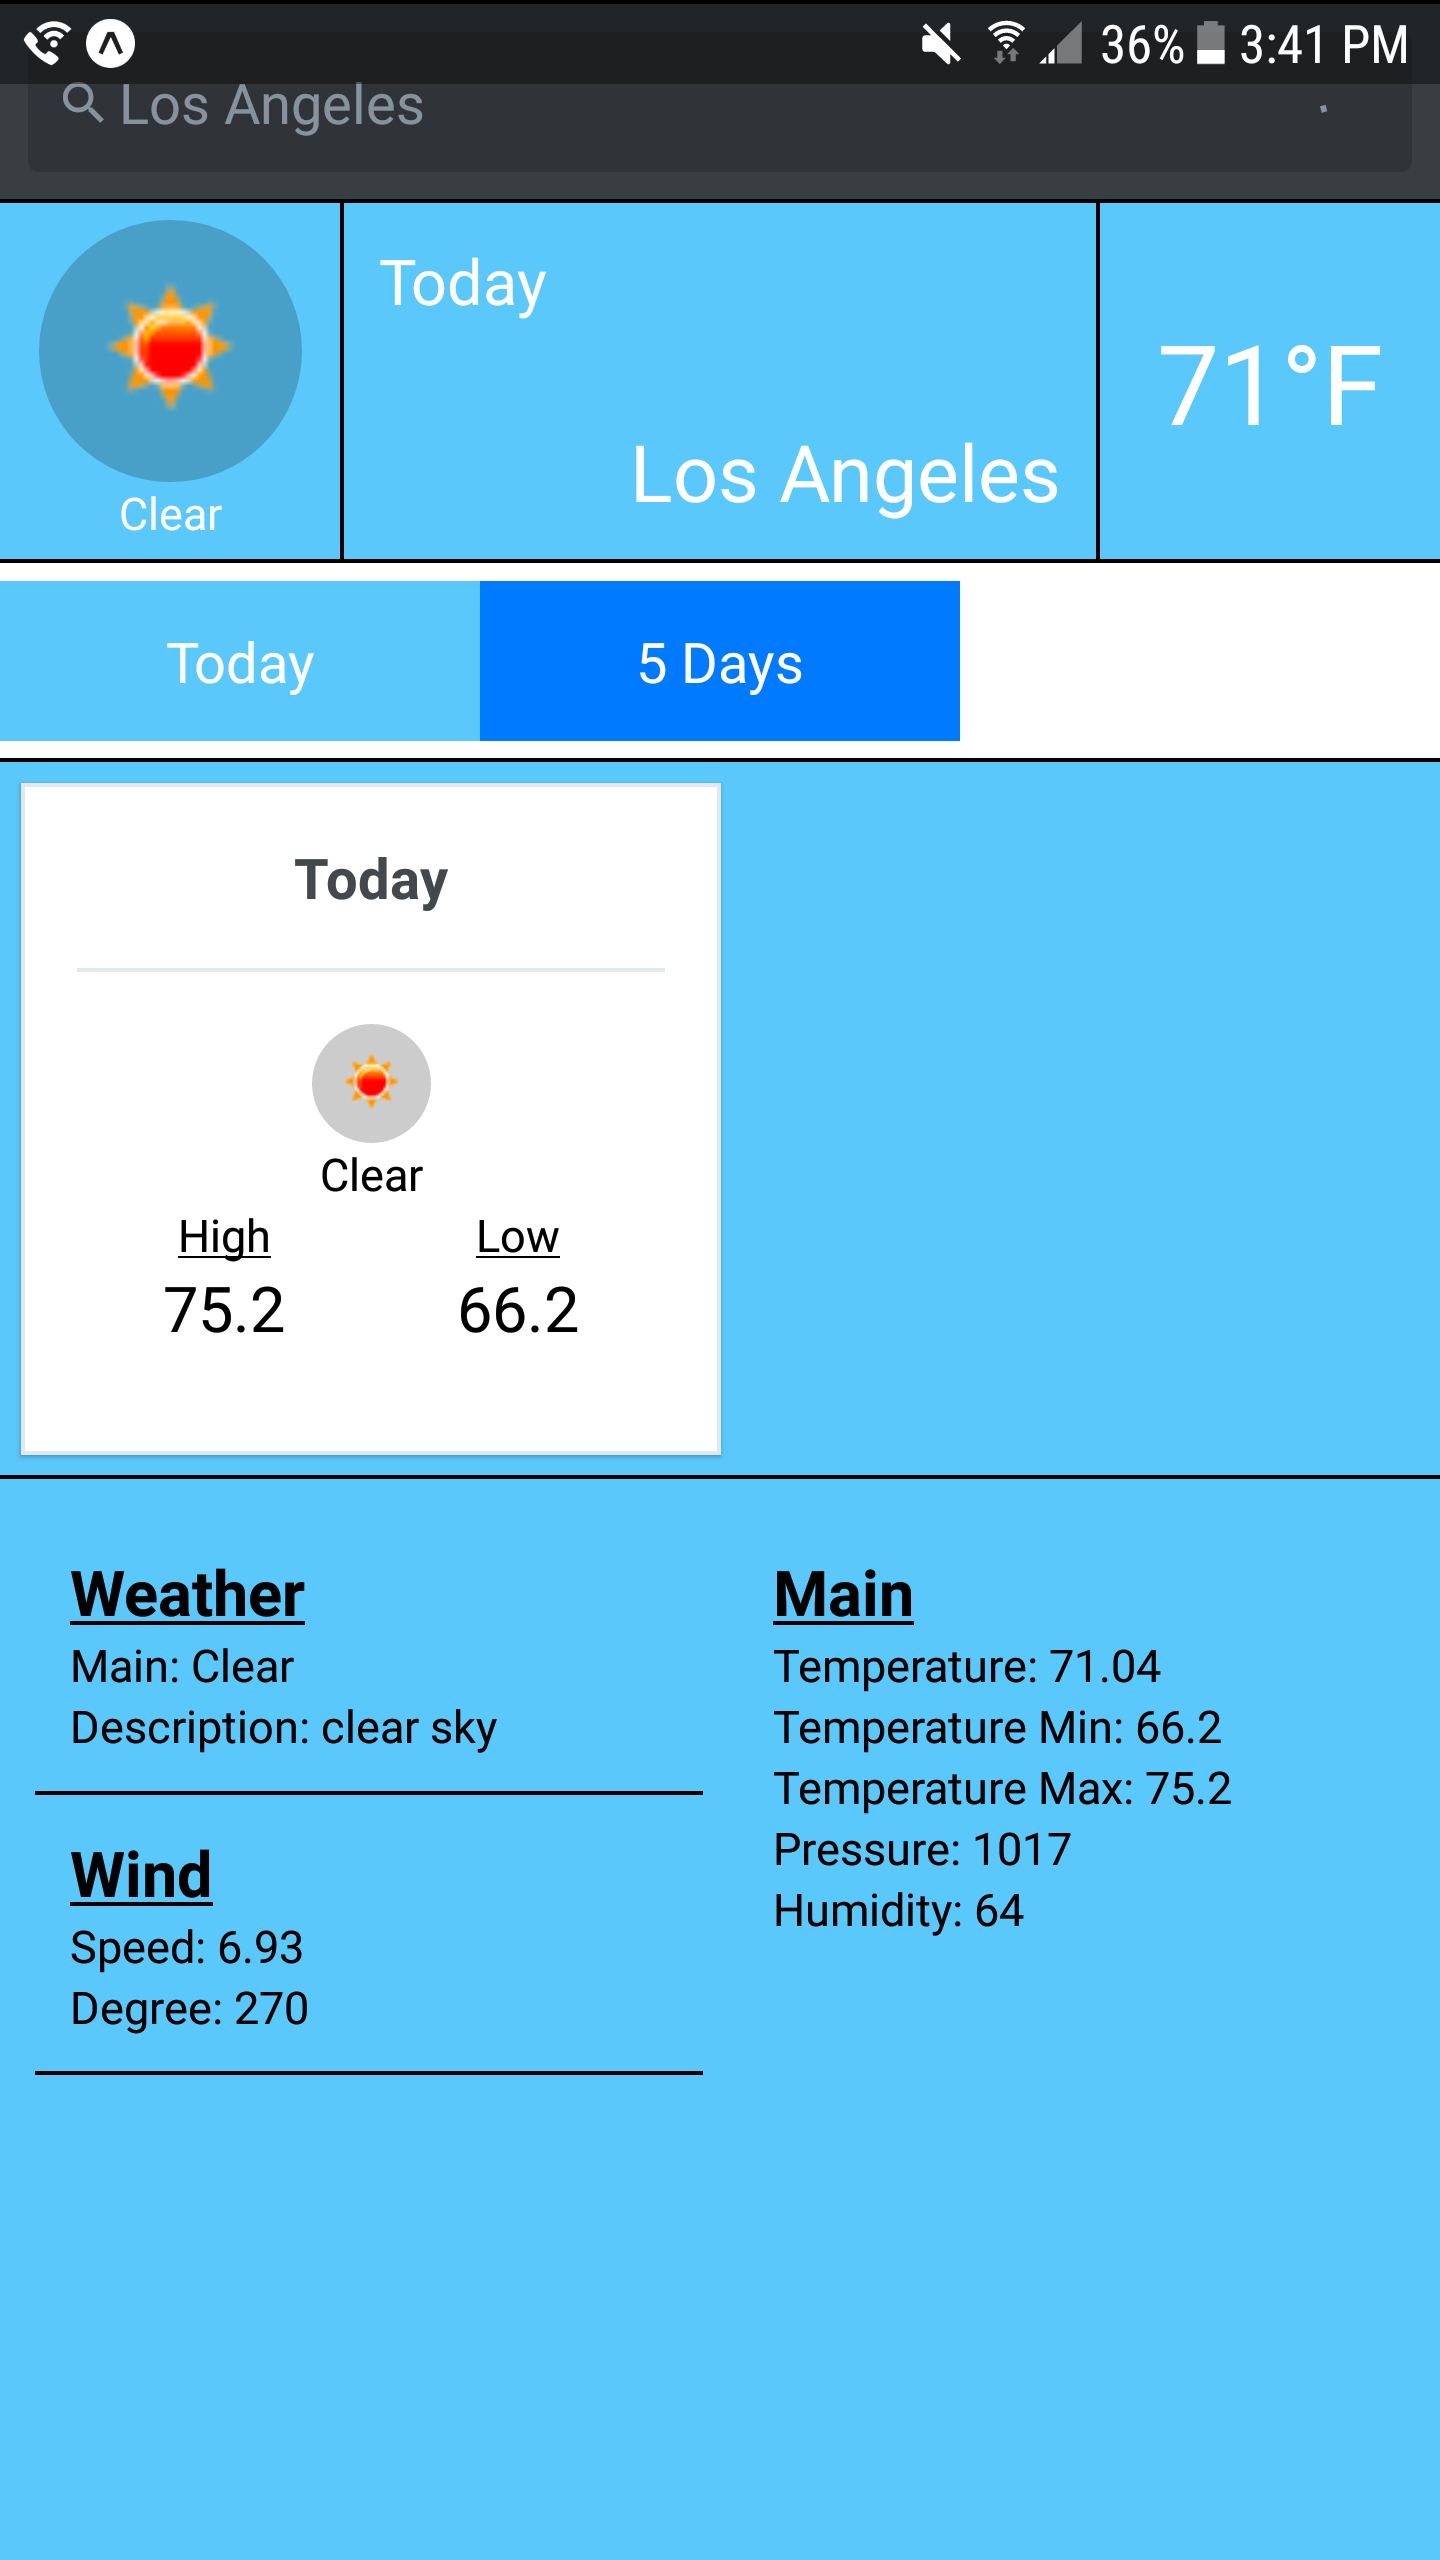 36% 3:41 PM
Los Angeles
Today
71°F
Los Angeles
Clear
Today 5 Days
Today
Clear
High Low
75.2 66.2
Weather
Main: Clear
Description: clear sky
Wind
Speed: 6.93
Degree: 270
Main
Temperature: 71.04
Temperature Min: 66.2
Temperature Max: 75.2
Pressure: 1017
Humidity: 64